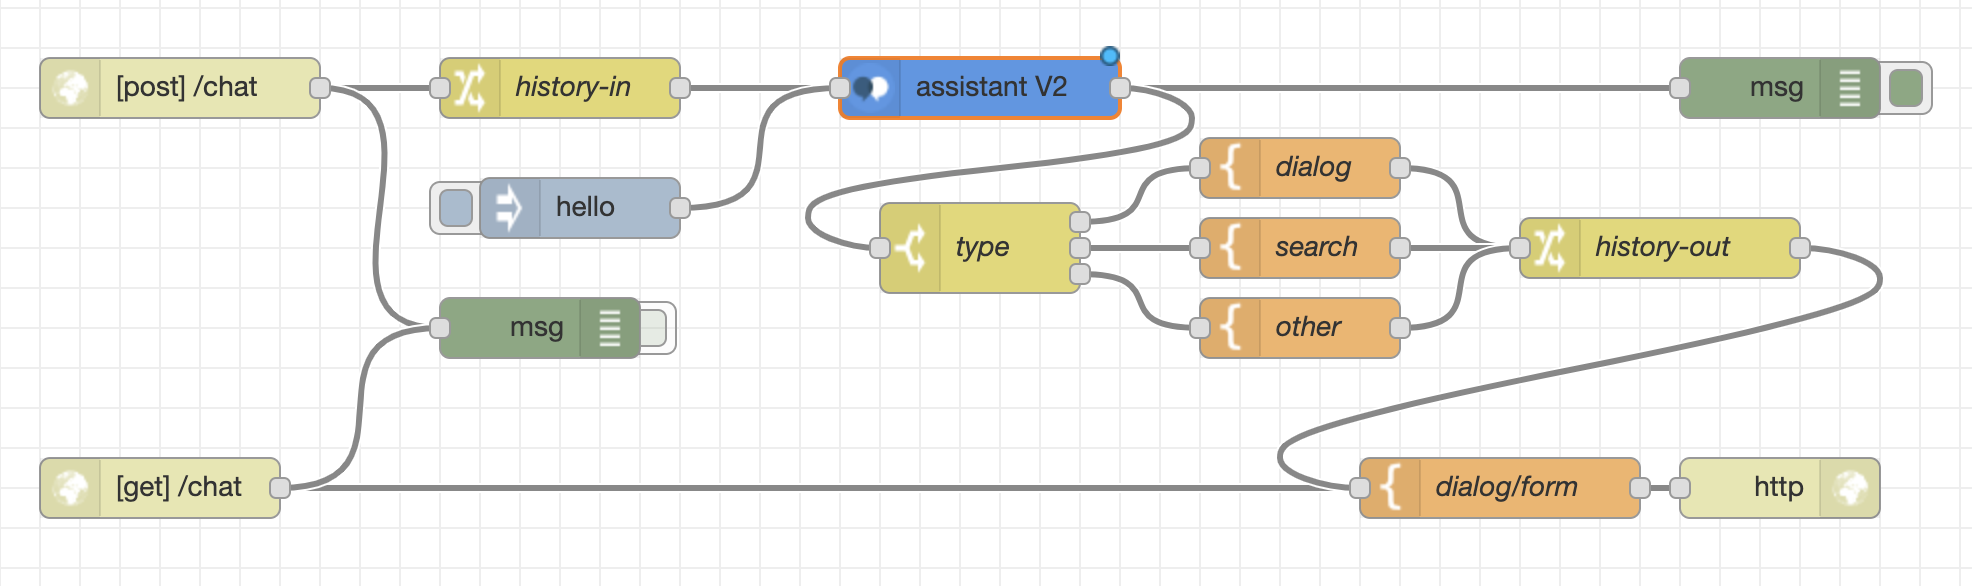 [post] /chat
history-in
assistant V2
msg
dialog
hello
type
search
history-out
msg
other
[get] /chat
dialog/form
http